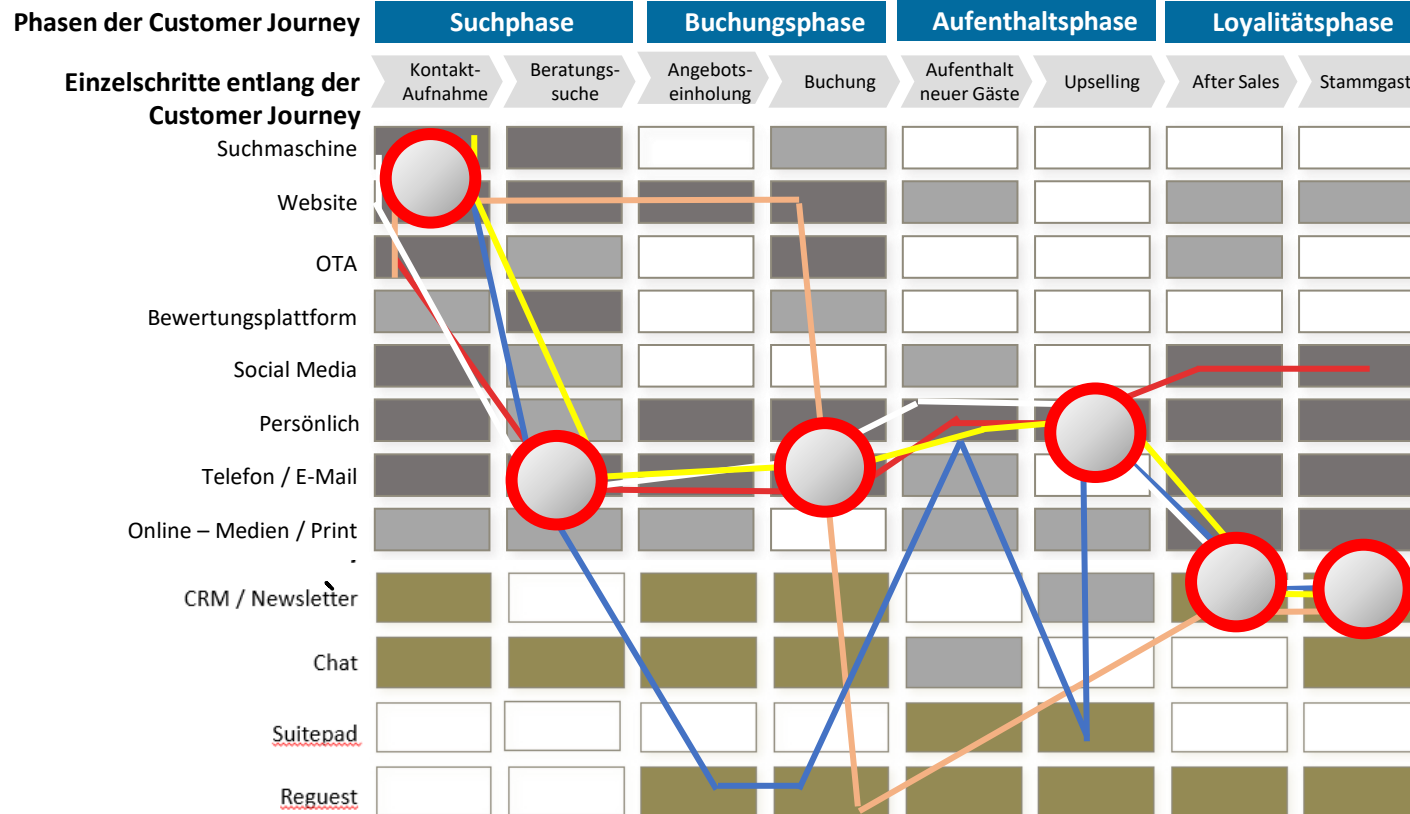 Phasen der Customer Journey
Suchphase
Buchungsphase
Aufenthaltsphase
Loyalitätsphase
Einzelschritte entlang der
Customer Journey
Kontakt-
Aufnahme
Beratungs-
suche
Angebots-
einholung
Buchung
Aufenthalt
neuer Gäste
Upselling
After Sales
Stammgast
Suchmaschine
Website
OTA
Bewertungsplattform
Social Media
Persönlich
Telefon / E-Mail
Online – Medien / Print
CRM / Newsletter
Chat
Suitepad
Reguest